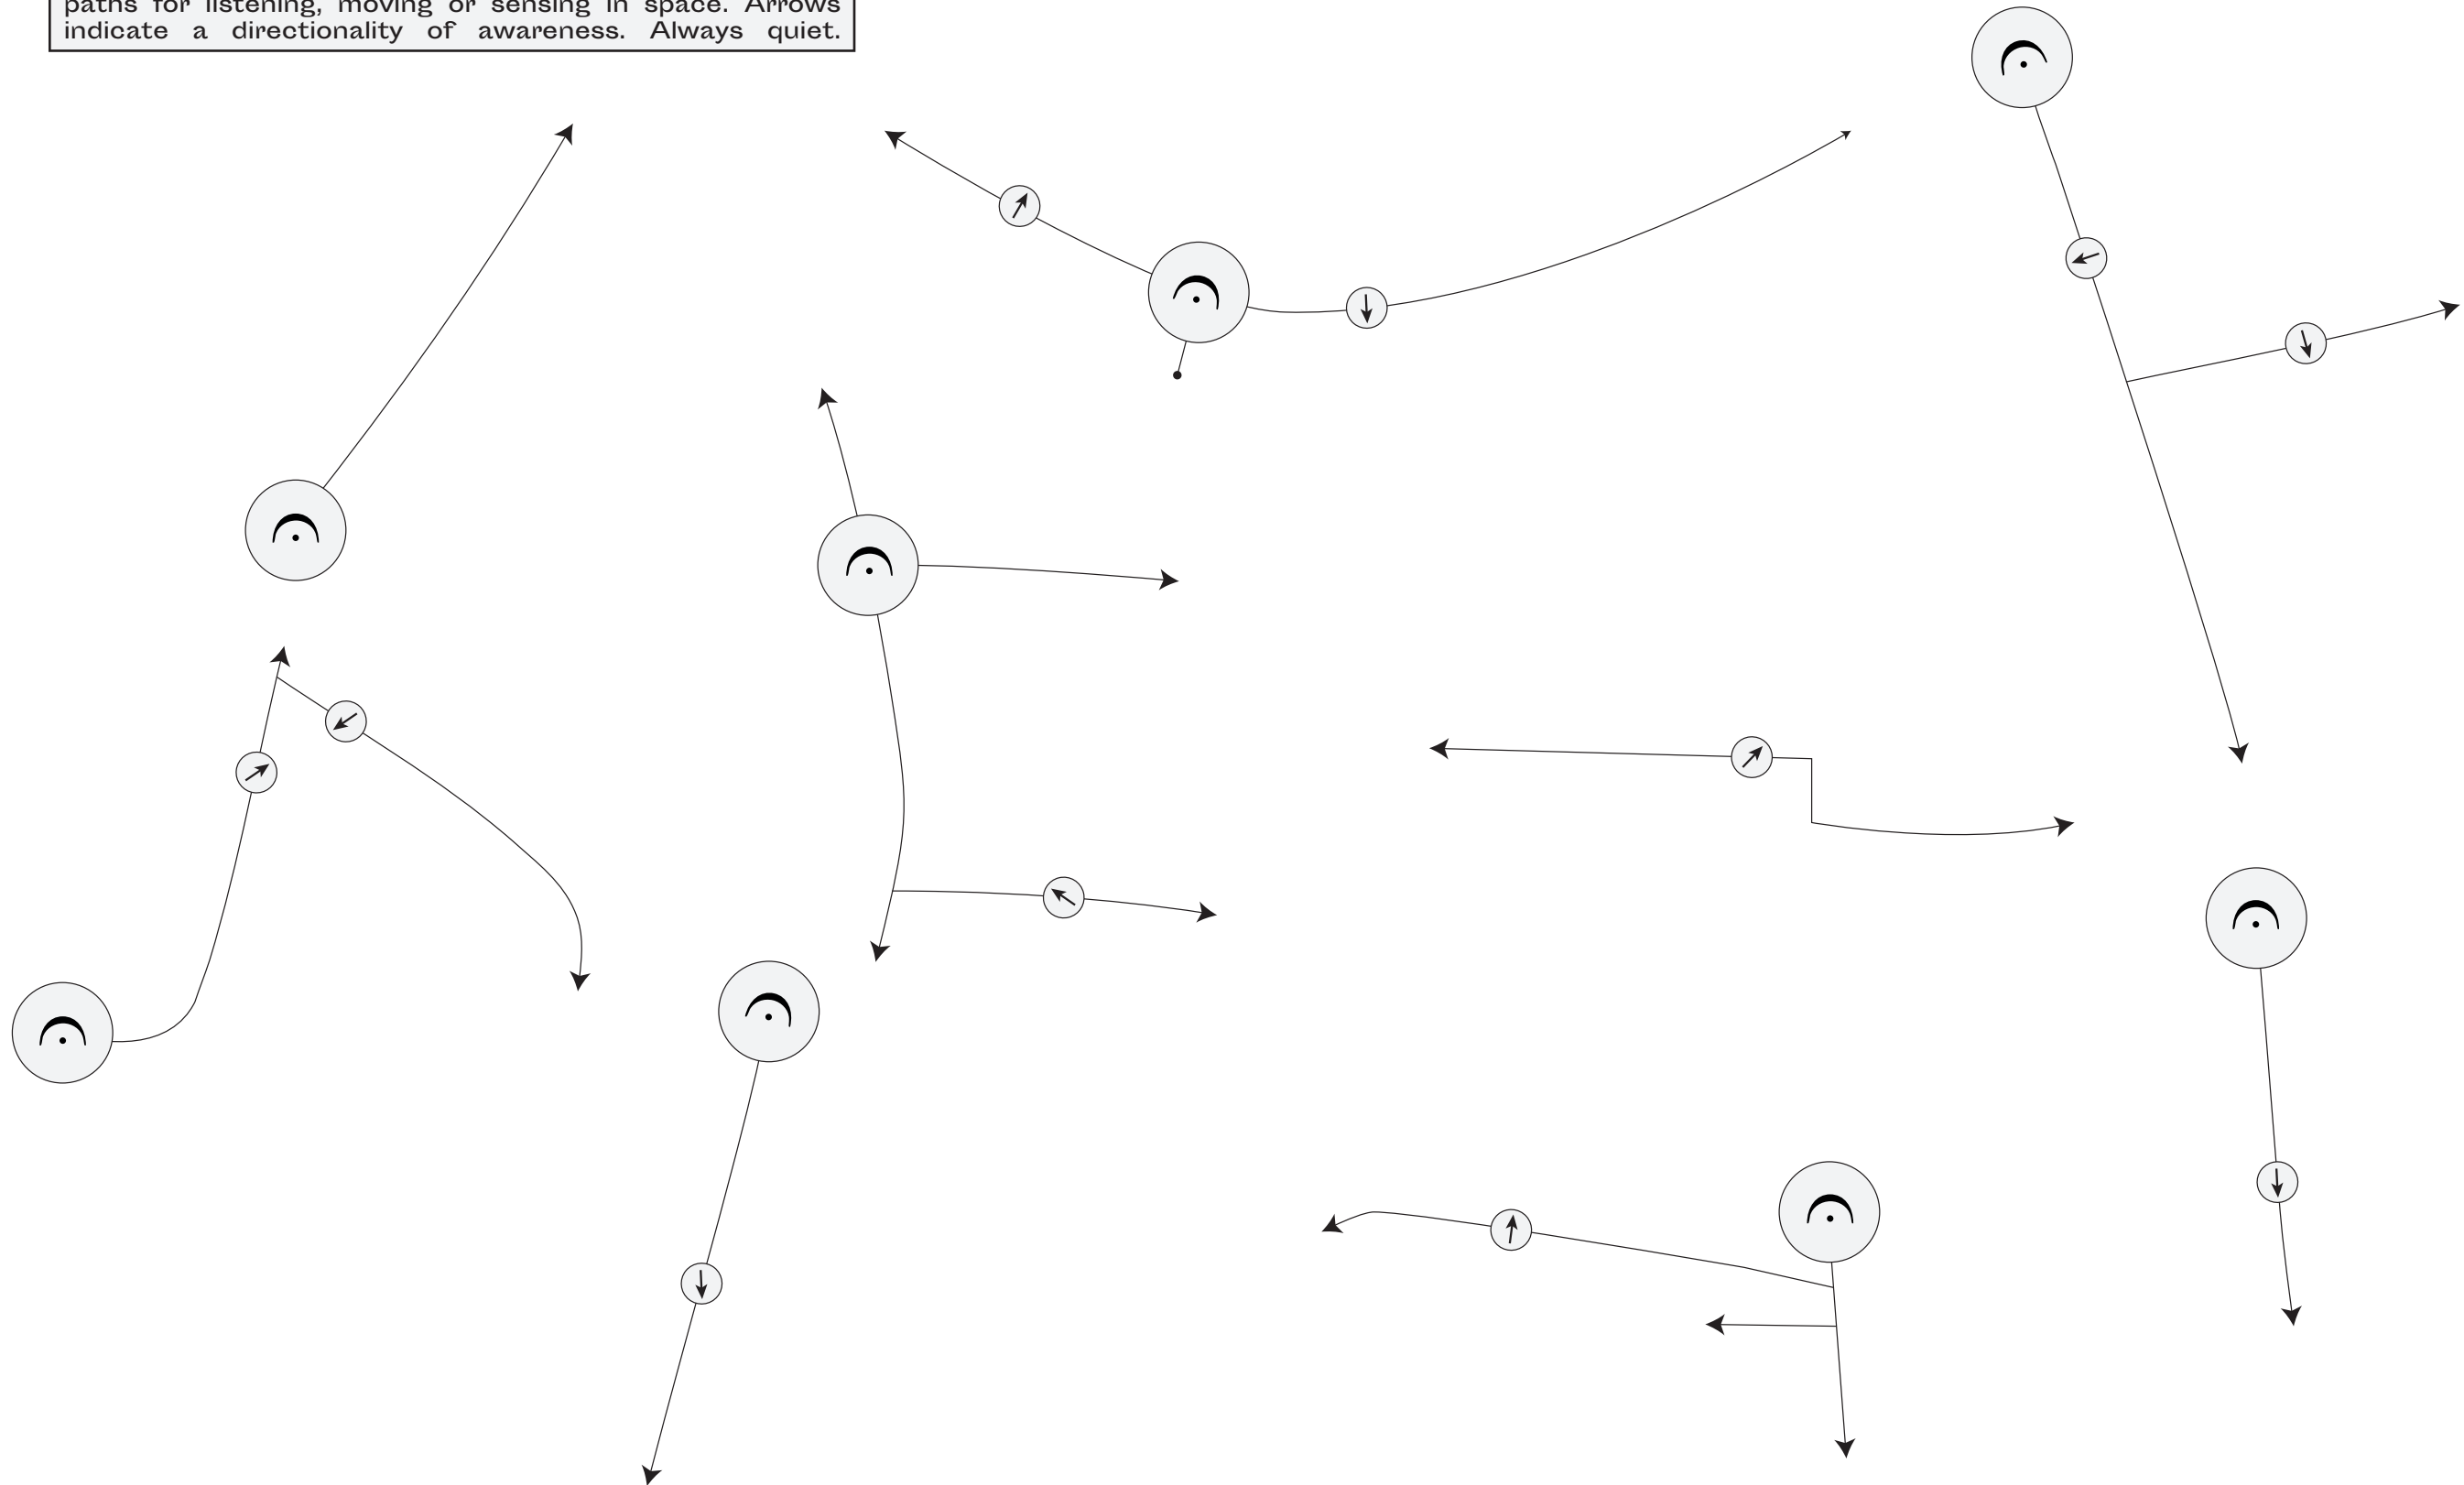 paths for listening, moving or sensing in space. Arrows
indicate a directionality of awareness. Always quiet.